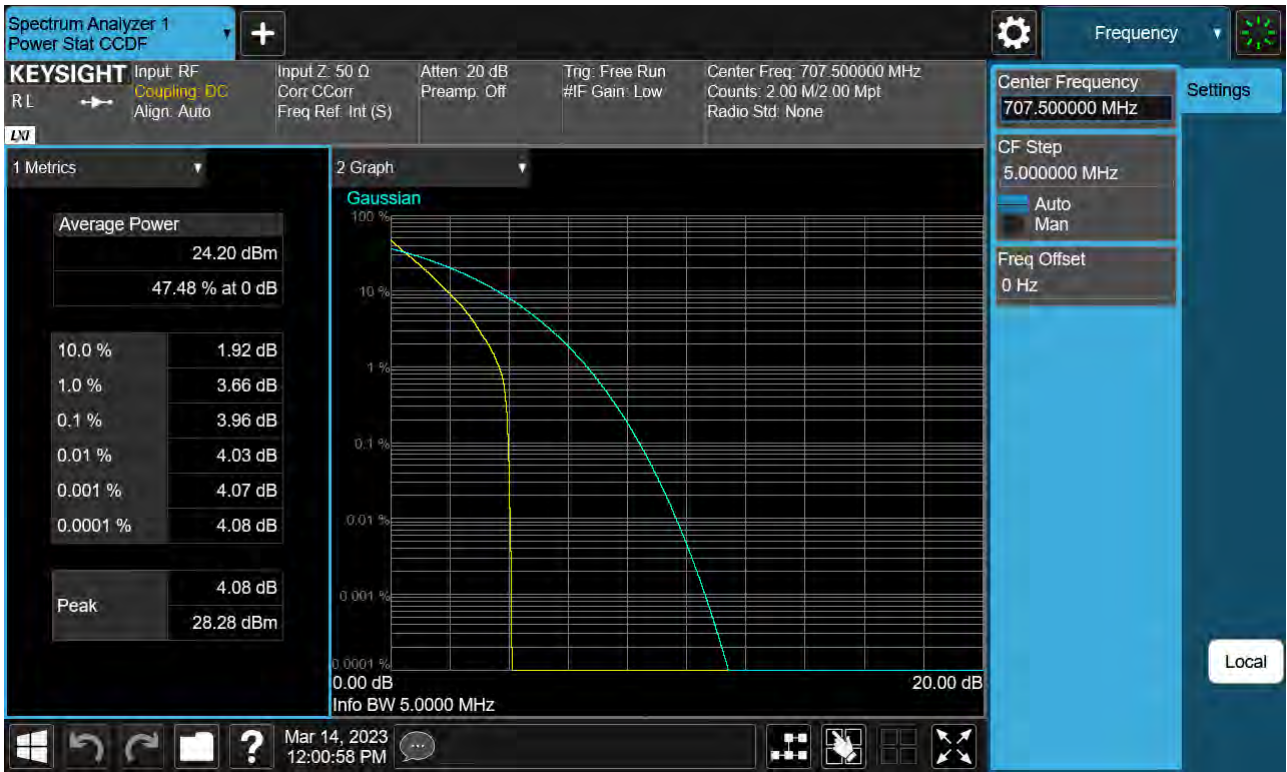 Spectrum Analyzer 1
Power Stat CCDF
Frequency
KEYSIGHT
RL
LXI
Input: RF
Coupling: DC
Align: Auto
Input Z: 50 Ω
Corr CCorr
Freq Ref: Int (S)
Atten: 20 dB
Preamp: Off
Trig: Free Run
#IF Gain: Low
Center Freq: 707.500000 MHz
Counts: 2.00 M/2.00 Mpt
Radio Std: None
1 Metrics
Average Power
24.20 dBm
47.48 % at 0 dB
10.0 % 1.92 dB
1.0 % 3.66 dB
0.1 % 3.96 dB
0.01 % 4.03 dB
0.001 % 4.07 dB
0.0001 % 4.08 dB
Peak 4.08 dB
28.28 dBm
2 Graph
Gaussian
100 %
10 %
1 %
0.1 %
0.01 %
0.001 %
0.0001 %
0.00 dB 20.00 dB
Info BW 5.0000 MHz
Center Frequency
707.500000 MHz
CF Step
5.000000 MHz
Auto
Man
Freq Offset
0 Hz
Settings
Local
?
Mar 14, 2023
12:00:58 PM